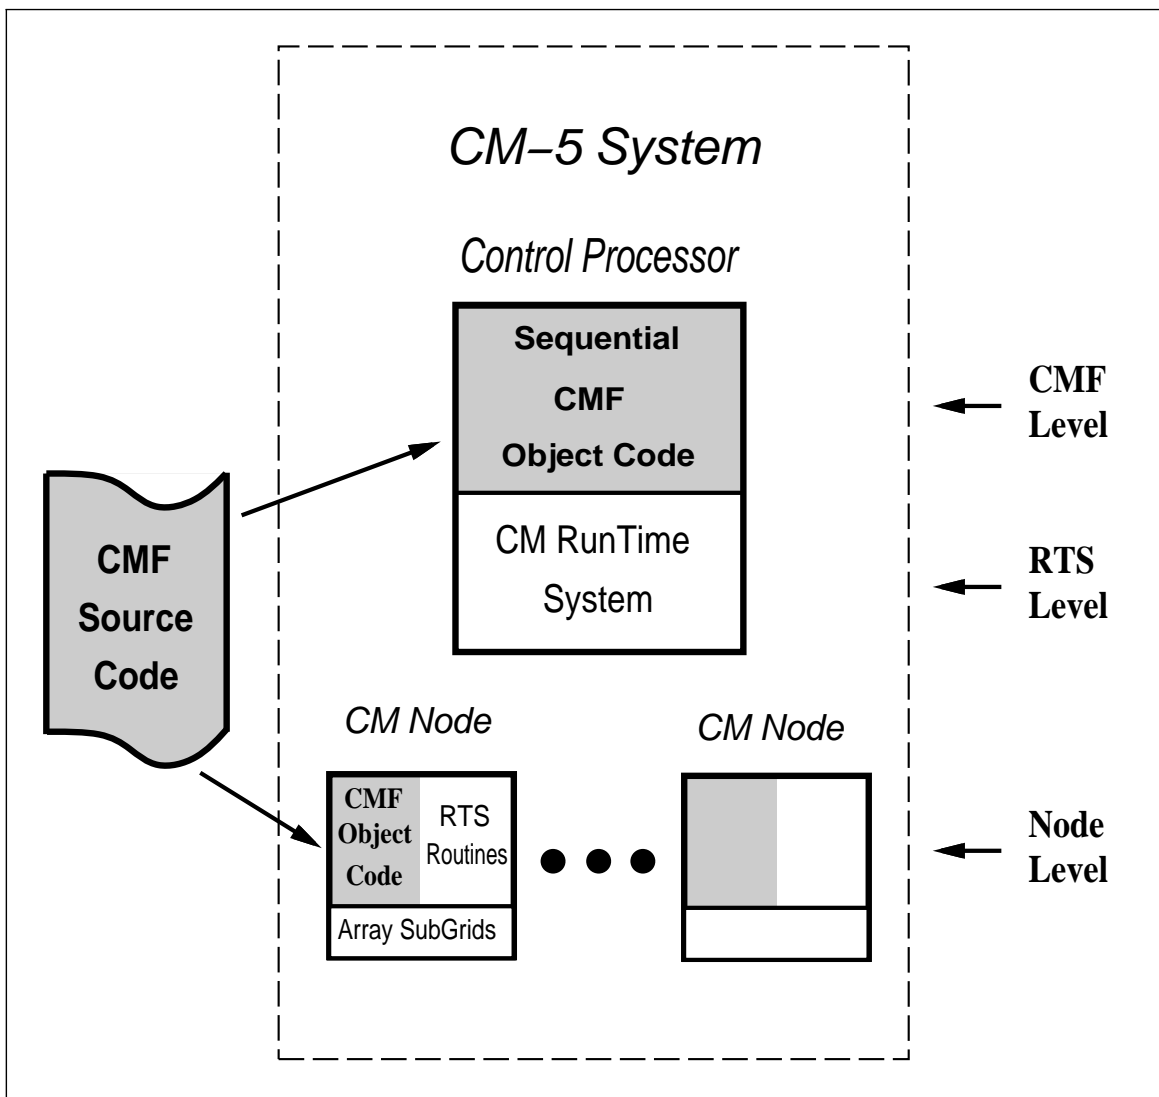 CM–5 System
Control Processor
Sequential
CMF
Object Code
CM RunTime
System
CMF
Level
RTS
Level
CMF
Source
Code
CM Node
CM Node
CMF
Object
Code
RTS
Routines
Array SubGrids
Node
Level